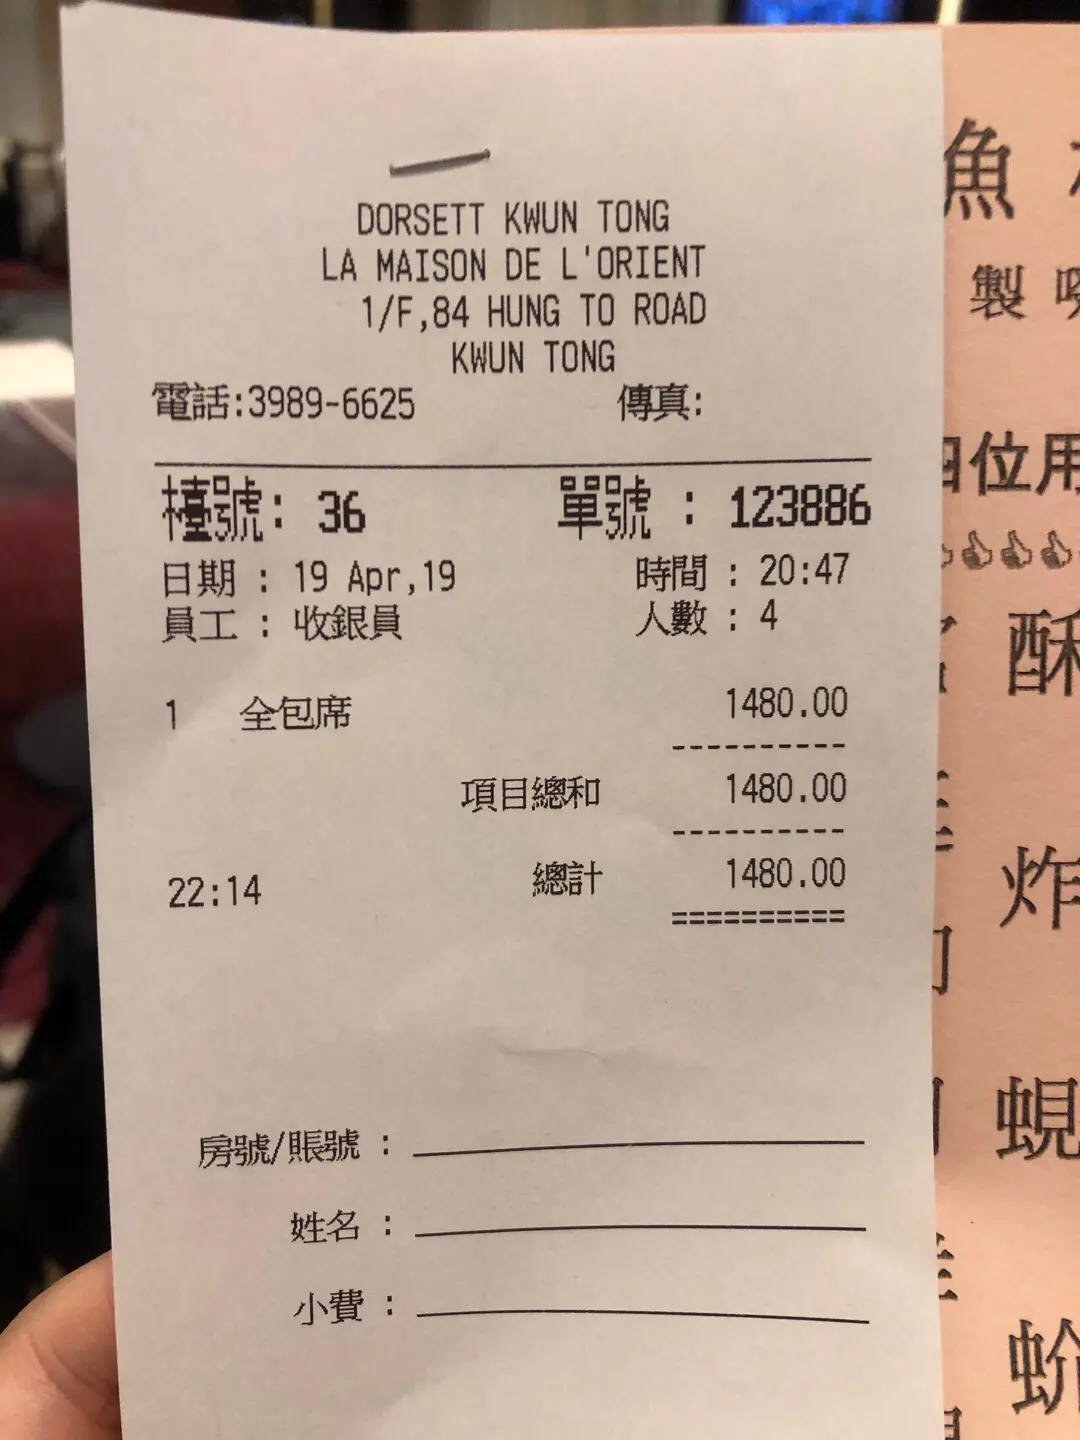 DORSETT KWUN TONG
LA MAISON DE L'ORIENT
1/F,84 HUNG TO ROAD
KWUN TONG
電話:3989-6625 傳真:
檯號: 36 單號 : 123886
日期 : 19 Apr,19 時間 : 20:47
員工 : 收銀員 人數 : 4
1 全包席 1480.00
----------
項目總和 1480.00
----------
22:14 總計 1480.00
==========
房號/賬號 :
姓名 :
小費 :
魚
製
四位用
酥
炸
蜆